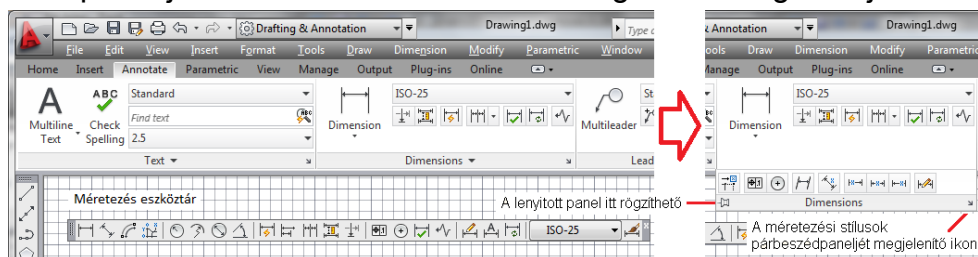 Drafting & Annotation
Drawing1.dwg
File Edit View Insert Format Tools Draw Dimension Modify Parametric Window
Home Insert Annotate Parametric View Manage Output Plug-ins Online
Multiline Text
ABC
Check Spelling
Standard
Find text
2.5
Text
Dimension
ISO-25
Dimensions
Multileader
St
Lead
Méretezés eszköztár
ISO-25
A lenyitott panel itt rögzíthető
Annotation
Drawing1.dwg
ools Draw Dimension Modify Parametric
Manage Output Plug-ins Online
Dimension
ISO-25
Dimensions
A méretezési stílusok
párbeszédpaneljét megjelenítő ikon